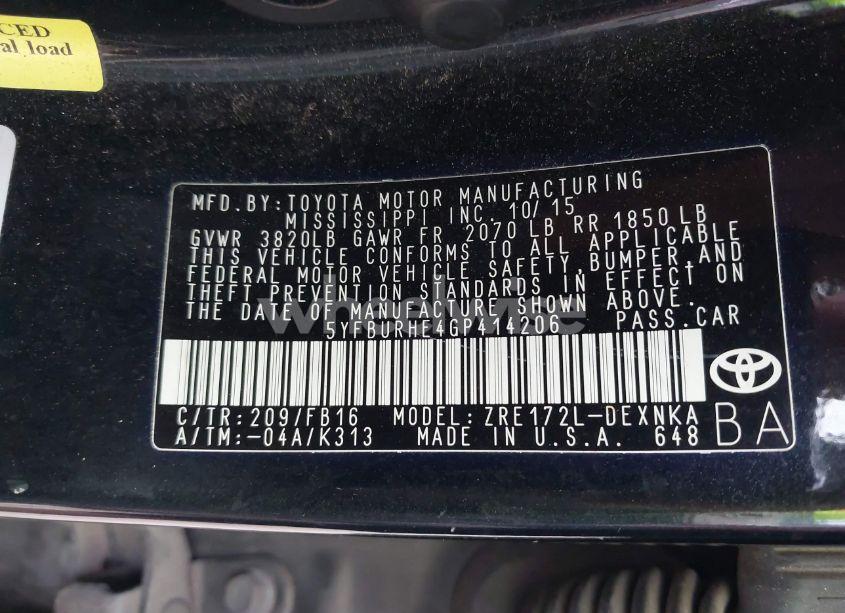 CED
al load
MFD. BY: TOYOTA MOTOR MANUFACTURING
MISSISSIPPI INC. 10/15
GVWR 3820LB GAWR FR 2070 LB RR 1850 LB
THIS VEHICLE CONFORMS TO ALL APPLICABLE
FEDERAL MOTOR VEHICLE SAFETY, BUMPER, AND
THEFT PREVENTION STANDARDS IN EFFECT ON
THE DATE OF MANUFACTURE SHOWN ABOVE.
5YFBURHE4GP414206 PASS. CAR
C/TR: 209/FB16 MODEL: ZRE172L-DEXNKA
A/TM: -04A/K313 MADE IN U.S.A. 648
BA
wheelwise